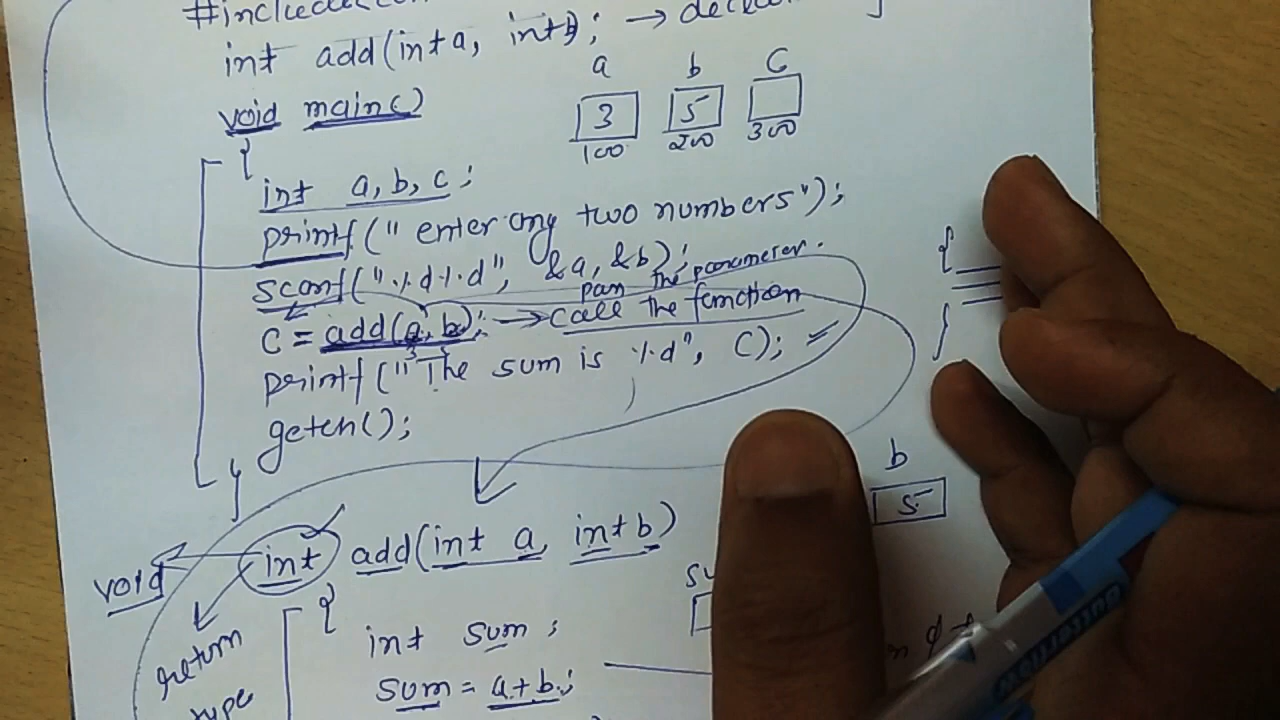 int add(int a, int b); →
a b C
3 5
100 200 300
void main()
{
int a, b, c;
printf(" enter any two numbers");
scanf("%d%d", &a, &b);
pass the parameter.
c = add(a, b); → call the function
printf("The sum is %d", C);
getch();
}
{
}
b
5
int add(int a, int b)
void
return
type
{
int sum;
sum = a+b;
Butterflow